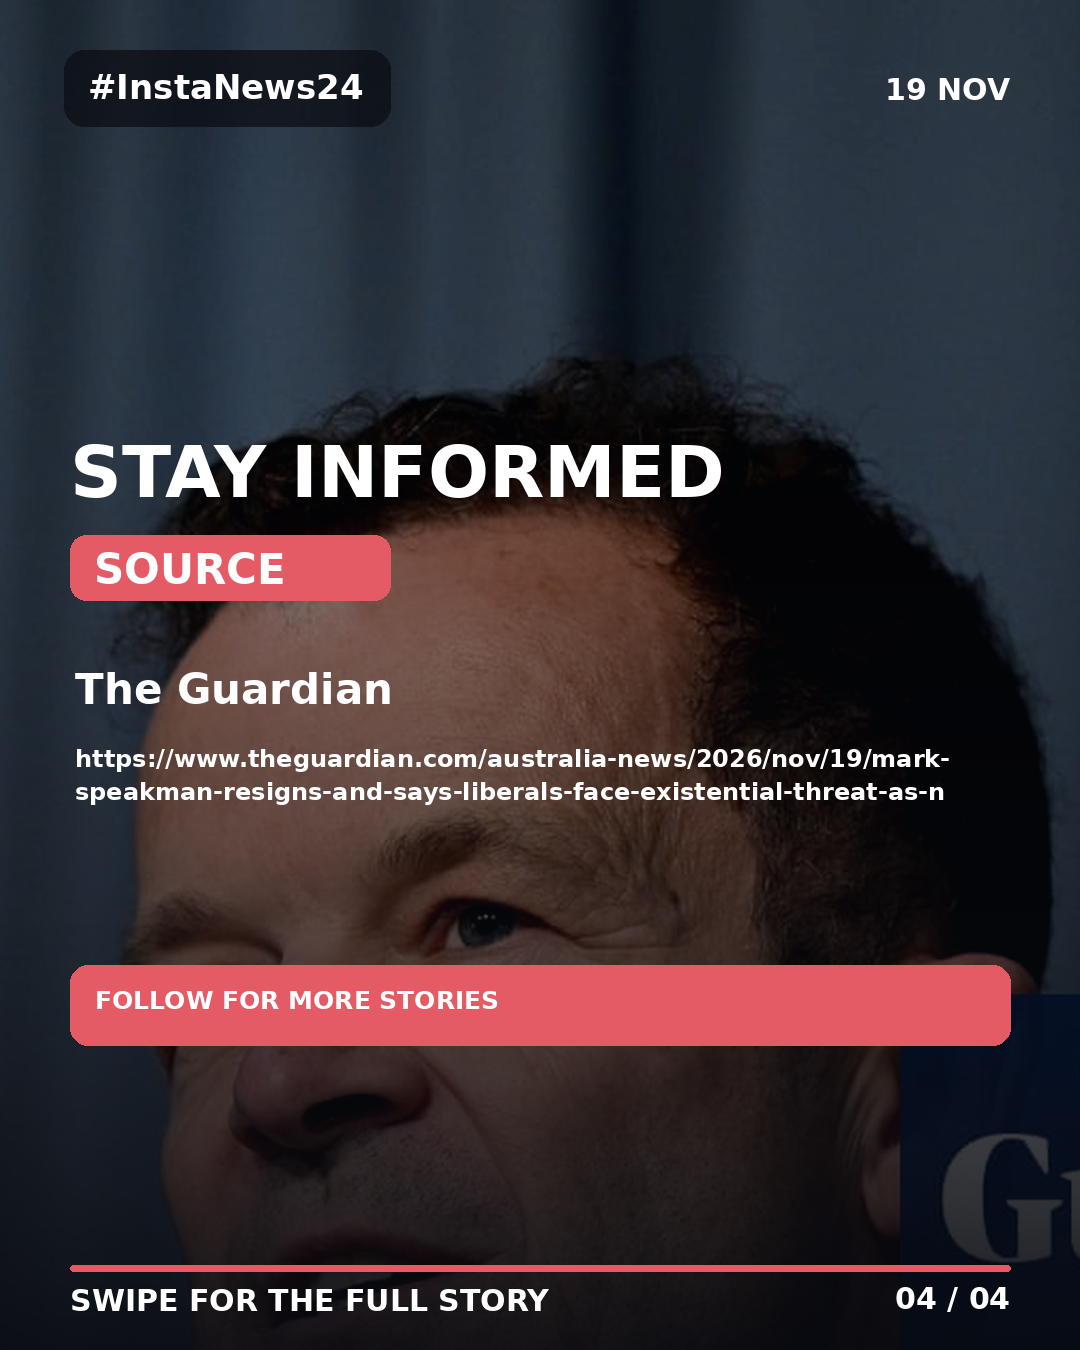 #InstaNews24
19 NOV
STAY INFORMED
SOURCE
The Guardian
https://www.theguardian.com/australia-news/2026/nov/19/mark-
speakman-resigns-and-says-liberals-face-existential-threat-as-n
FOLLOW FOR MORE STORIES
SWIPE FOR THE FULL STORY
04 / 04